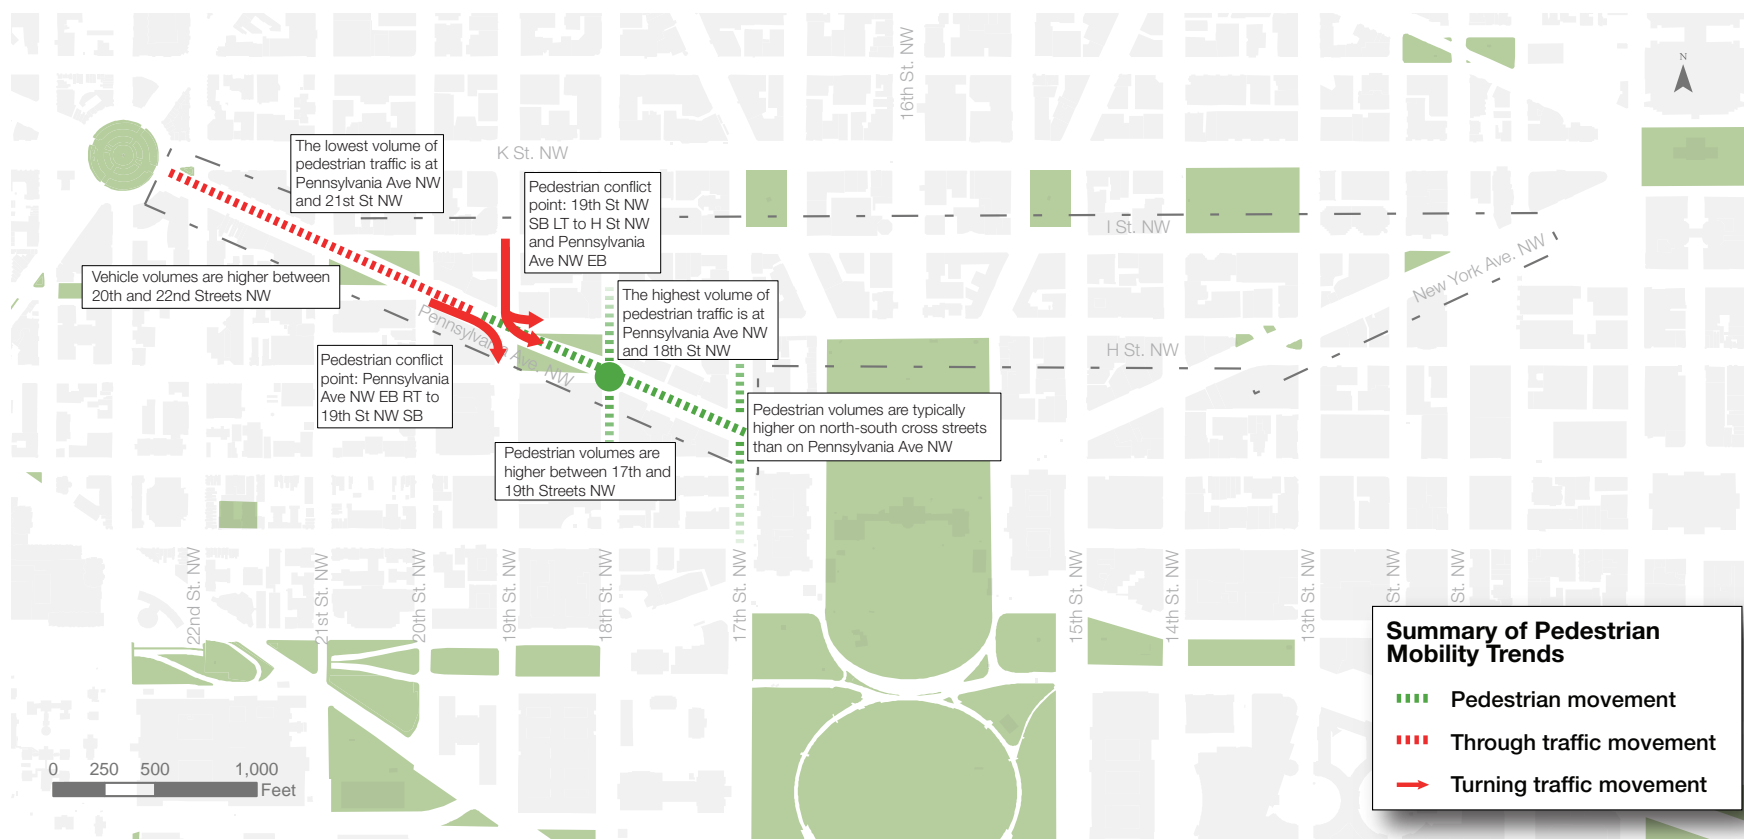 N
16th St. NW
The lowest volume of
pedestrian traffic is at
Pennsylvania Ave NW
and 21st St NW
K St. NW
Pedestrian conflict
point: 19th St NW
SB LT to H St NW
and Pennsylvania
Ave NW EB
I St. NW
New York Ave. NW
Vehicle volumes are higher between
20th and 22nd Streets NW
The highest volume of
pedestrian traffic is at
Pennsylvania Ave NW
and 18th St NW
Pennsylvania Ave. NW
H St. NW
Pedestrian conflict
point: Pennsylvania
Ave NW EB RT to
19th St NW SB
Pedestrian volumes are typically
higher on north-south cross streets
than on Pennsylvania Ave NW
Pedestrian volumes are
higher between 17th and
19th Streets NW
22nd St. NW
21st St. NW
20th St. NW
19th St. NW
18th St. NW
17th St. NW
15th St. NW
14th St. NW
13th St. NW
St. NW
St. NW
Summary of Pedestrian
Mobility Trends
Pedestrian movement
Through traffic movement
Turning traffic movement
0 250 500 1,000
Feet